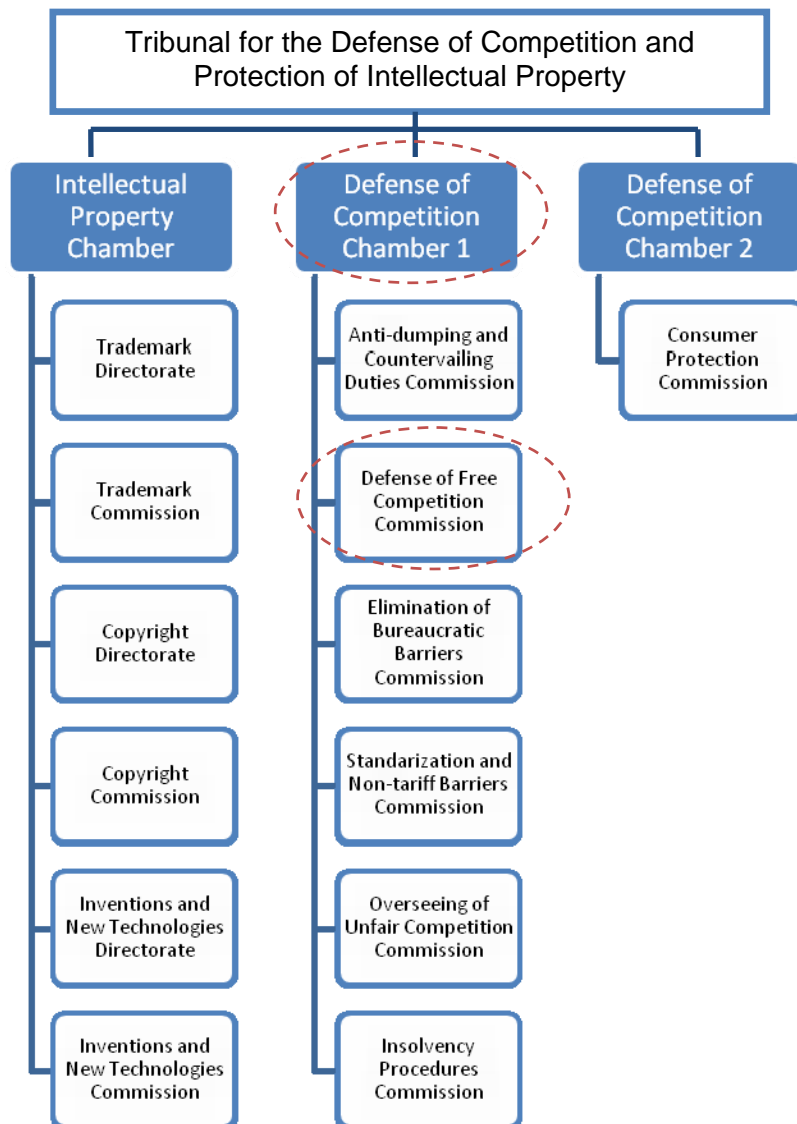 Tribunal for the Defense of Competition and
Protection of Intellectual Property
Intellectual
Property
Chamber
Trademark
Directorate
Trademark
Commission
Copyright
Directorate
Copyright
Commission
Inventions and
New Technologies
Directorate
Inventions and
New Technologies
Commission
Defense of
Competition
Chamber 1
Anti-dumping and
Countervailing
Duties Commission
Defense of Free
Competition
Commission
Elimination of
Bureaucratic
Barriers
Commission
Standarization and
Non-tariff Barriers
Commission
Overseeing of
Unfair Competition
Commission
Insolvency
Procedures
Commission
Defense of
Competition
Chamber 2
Consumer
Protection
Commission